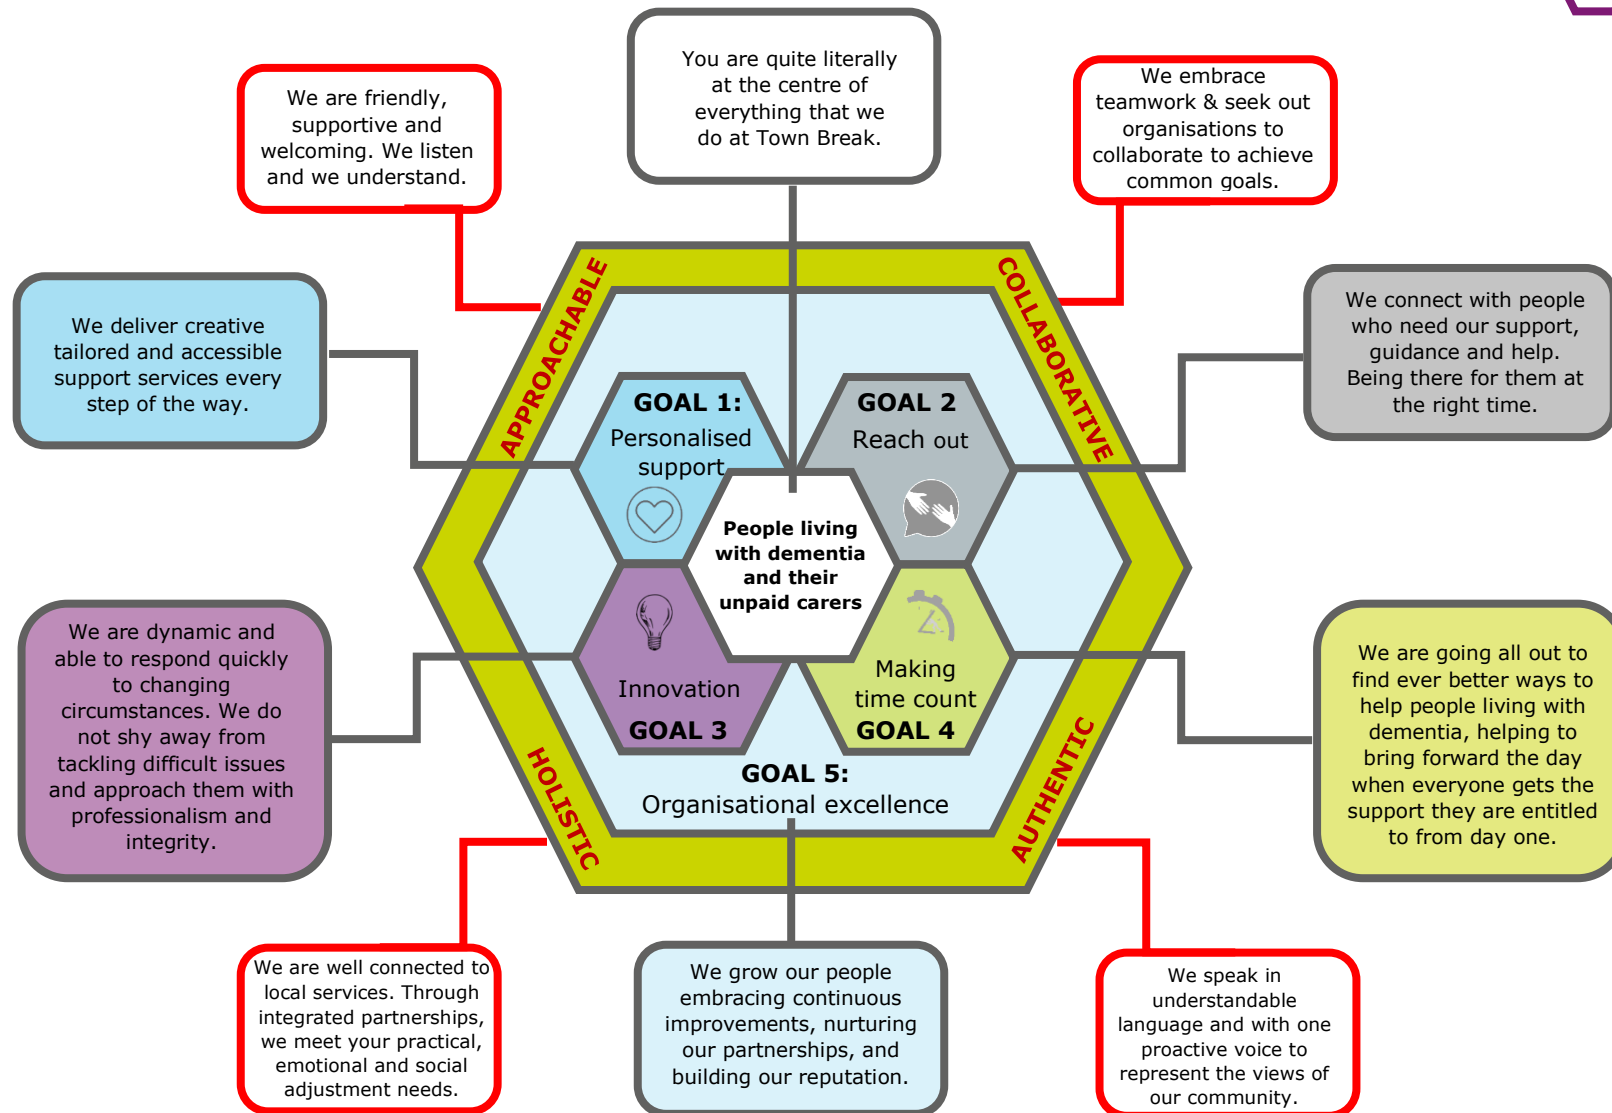 You are quite literally
at the centre of
everything that we
do at Town Break.
We are friendly,
supportive and
welcoming. We listen
and we understand.
We embrace
teamwork & seek out
organisations to
collaborate to achieve
common goals.
We deliver creative
tailored and accessible
support services every
step of the way.
APPROACHABLE
COLLABORATIVE
We connect with people
who need our support,
guidance and help.
Being there for them at
the right time.
GOAL 1:
Personalised
support
GOAL 2
Reach out
People living
with dementia
and their
unpaid carers
We are dynamic and
able to respond quickly
to changing
circumstances. We do
not shy away from
tackling difficult issues
and approach them with
professionalism and
integrity.
Innovation
GOAL 3
Making
time count
GOAL 4
We are going all out to
find ever better ways to
help people living with
dementia, helping to
bring forward the day
when everyone gets the
support they are entitled
to from day one.
GOAL 5:
Organisational excellence
HOLISTIC
AUTHENTIC
We are well connected to
local services. Through
integrated partnerships,
we meet your practical,
emotional and social
adjustment needs.
We grow our people
embracing continuous
improvements, nurturing
our partnerships, and
building our reputation.
We speak in
understandable
language and with one
proactive voice to
represent the views of
our community.